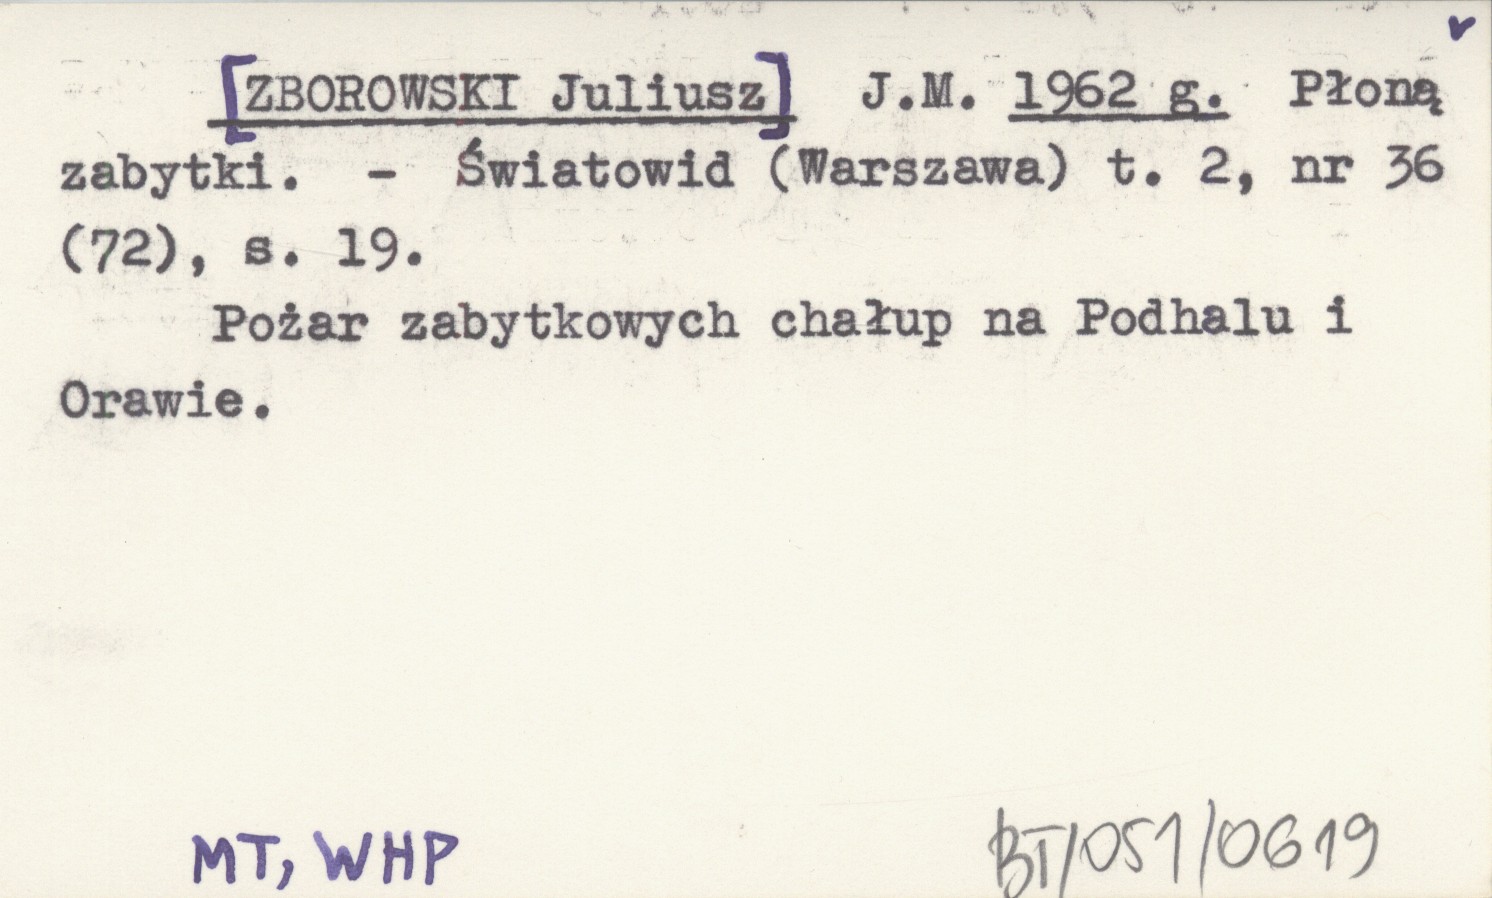 [ZBOROWSKI Juliusz] J.M. 1962 g. Płoną
zabytki. - Światowid (Warszawa) t. 2, nr 36
(72), s. 19.
Pożar zabytkowych chałup na Podhalu i
Orawie.
MT, WHP
BT/051/0619